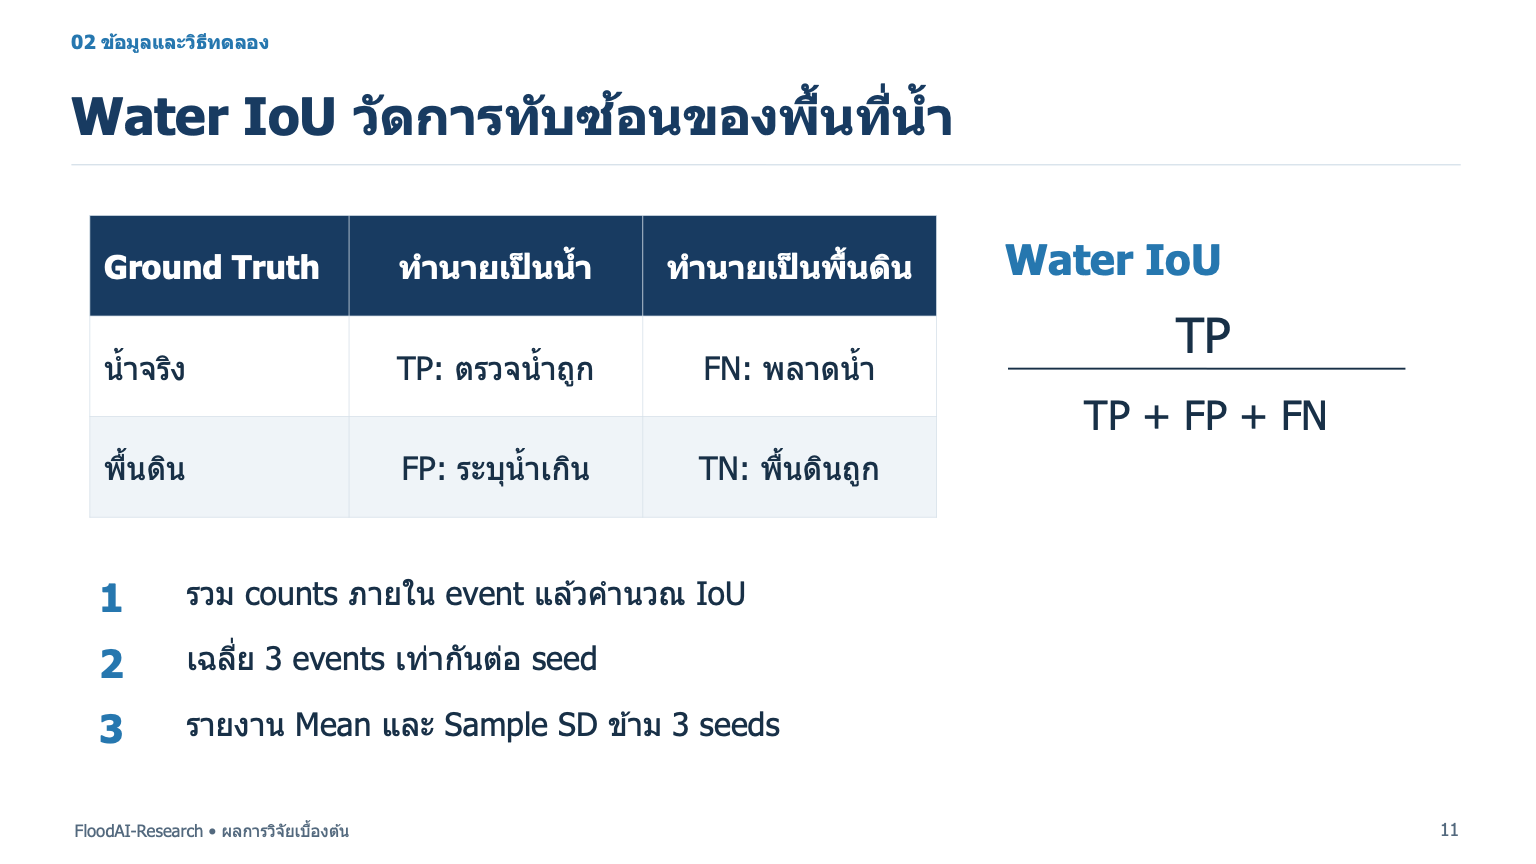 02 ข้อมูลและวิธีทดลอง
Water IoU วัดการทับซ้อนของพื้นที่น้ำ
Ground Truth ทำนายเป็นน้ำ ทำนายเป็นพื้นดิน
น้ำจริง TP: ตรวจน้ำถูก FN: พลาดน้ำ
พื้นดิน FP: ระบุน้ำเกิน TN: พื้นดินถูก
Water IoU
TP
TP + FP + FN
1 รวม counts ภายใน event แล้วคำนวณ IoU
2 เฉลี่ย 3 events เท่ากันต่อ seed
3 รายงาน Mean และ Sample SD ข้าม 3 seeds
FloodAI-Research • ผลการวิจัยเบื้องต้น
11